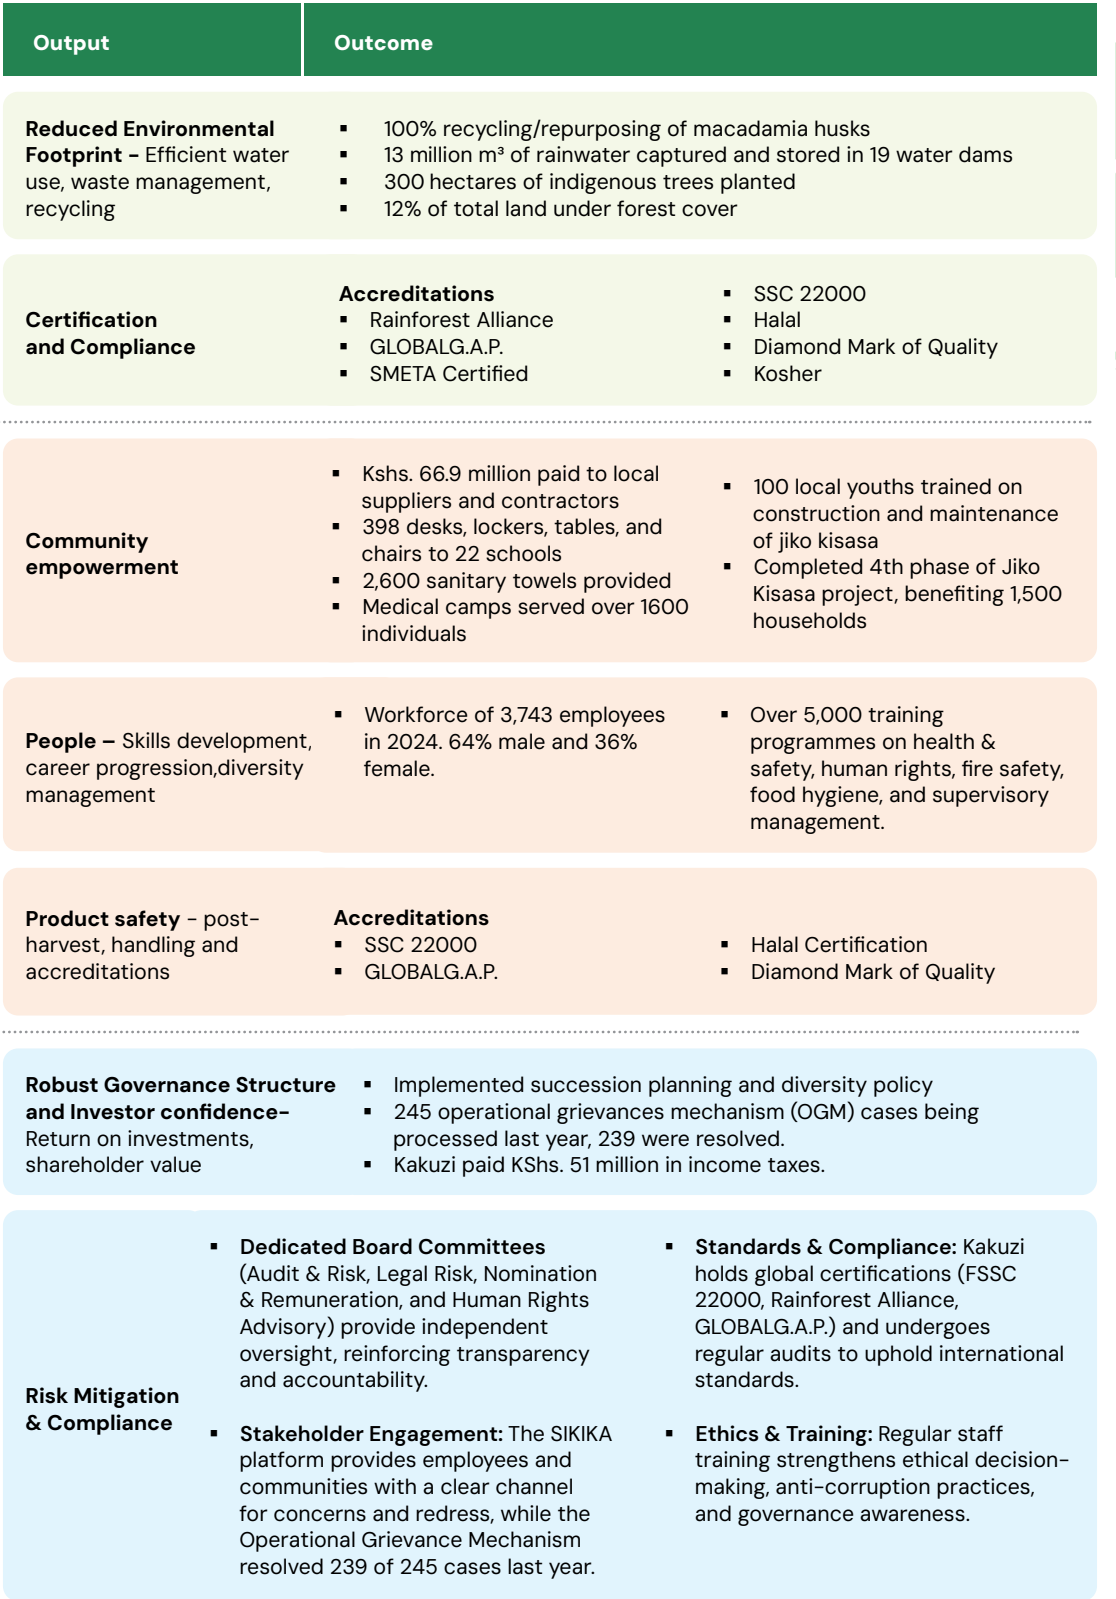 Output
Outcome
Reduced Environmental
Footprint - Efficient water
use, waste management,
recycling
▪ 100% recycling/repurposing of macadamia husks
▪ 13 million m³ of rainwater captured and stored in 19 water dams
▪ 300 hectares of indigenous trees planted
▪ 12% of total land under forest cover
Certification
and Compliance
Accreditations
▪ Rainforest Alliance
▪ GLOBALG.A.P.
▪ SMETA Certified
▪ SSC 22000
▪ Halal
▪ Diamond Mark of Quality
▪ Kosher
Community
empowerment
▪ Kshs. 66.9 million paid to local
suppliers and contractors
▪ 398 desks, lockers, tables, and
chairs to 22 schools
▪ 2,600 sanitary towels provided
▪ Medical camps served over 1600
individuals
▪ 100 local youths trained on
construction and maintenance
of jiko kisasa
▪ Completed 4th phase of Jiko
Kisasa project, benefiting 1,500
households
People – Skills development,
career progression,diversity
management
▪ Workforce of 3,743 employees
in 2024. 64% male and 36%
female.
▪ Over 5,000 training
programmes on health &
safety, human rights, fire safety,
food hygiene, and supervisory
management.
Product safety - post-
harvest, handling and
accreditations
Accreditations
▪ SSC 22000
▪ GLOBALG.A.P.
▪ Halal Certification
▪ Diamond Mark of Quality
Robust Governance Structure
and Investor confidence-
Return on investments,
shareholder value
▪ Implemented succession planning and diversity policy
▪ 245 operational grievances mechanism (OGM) cases being
processed last year, 239 were resolved.
▪ Kakuzi paid KShs. 51 million in income taxes.
Risk Mitigation
& Compliance
▪ Dedicated Board Committees
(Audit & Risk, Legal Risk, Nomination
& Remuneration, and Human Rights
Advisory) provide independent
oversight, reinforcing transparency
and accountability.
▪ Stakeholder Engagement: The SIKIKA
platform provides employees and
communities with a clear channel
for concerns and redress, while the
Operational Grievance Mechanism
resolved 239 of 245 cases last year.
▪ Standards & Compliance: Kakuzi
holds global certifications (FSSC
22000, Rainforest Alliance,
GLOBALG.A.P.) and undergoes
regular audits to uphold international
standards.
▪ Ethics & Training: Regular staff
training strengthens ethical decision-
making, anti-corruption practices,
and governance awareness.